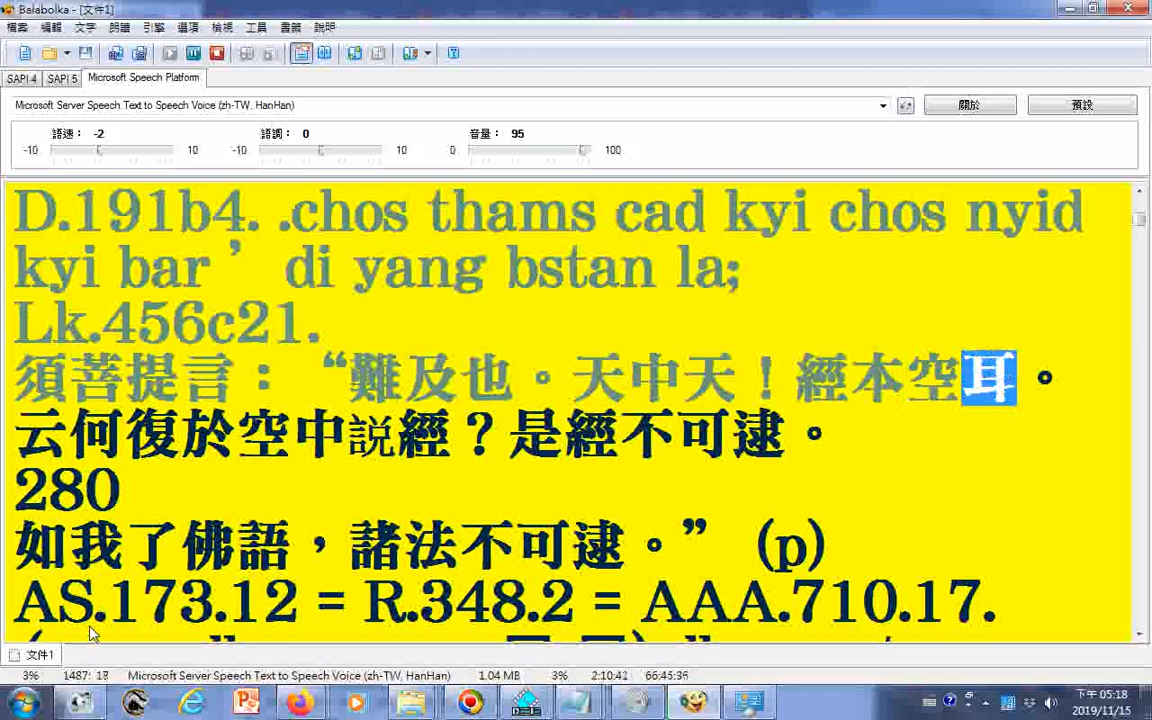 Balabolka - [文件1]
檔案 編輯 文字 朗讀 引擎 選項 檢視 工具 書籤 說明
SAPI 4 SAPI 5 Microsoft Speech Platform
Microsoft Server Speech Text to Speech Voice (zh-TW, HanHan) 關於 預設
語速： -2 語調： 0 音量： 95
-10 10 -10 10 0 100
D.191b4. .chos thams cad kyi chos nyid
kyi bar ’ di yang bstan la;
Lk.456c21.
須菩提言：“難及也。天中天！經本空耳。
云何復於空中説經？是經不可逮。
280
如我了佛語，諸法不可逮。” (p)
AS.173.12 = R.348.2 = AAA.710.17.
文件1
3% 1487: 18 Microsoft Server Speech Text to Speech Voice (zh-TW, HanHan) 1.04 MB 3% 2:10:42 66:45:36
下午 05:18
2019/11/15